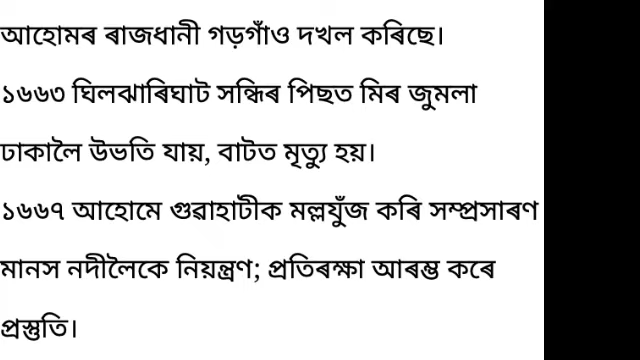 আহোমৰ ৰাজধানী গড়গাঁও দখল কৰিছে।
১৬৬৩ ঘিলঝাৰিঘাট সন্ধিৰ পিছত মিৰ জুমলা
ঢাকালৈ উভতি যায়, বাটত মৃত্যু হয়।
১৬৬৭ আহোমে গুৱাহাটীক মল্লযুঁজ কৰি সম্প্ৰসাৰণ
মানস নদীলৈকে নিয়ন্ত্ৰণ; প্ৰতিৰক্ষা আৰম্ভ কৰে
প্ৰস্তুতি।